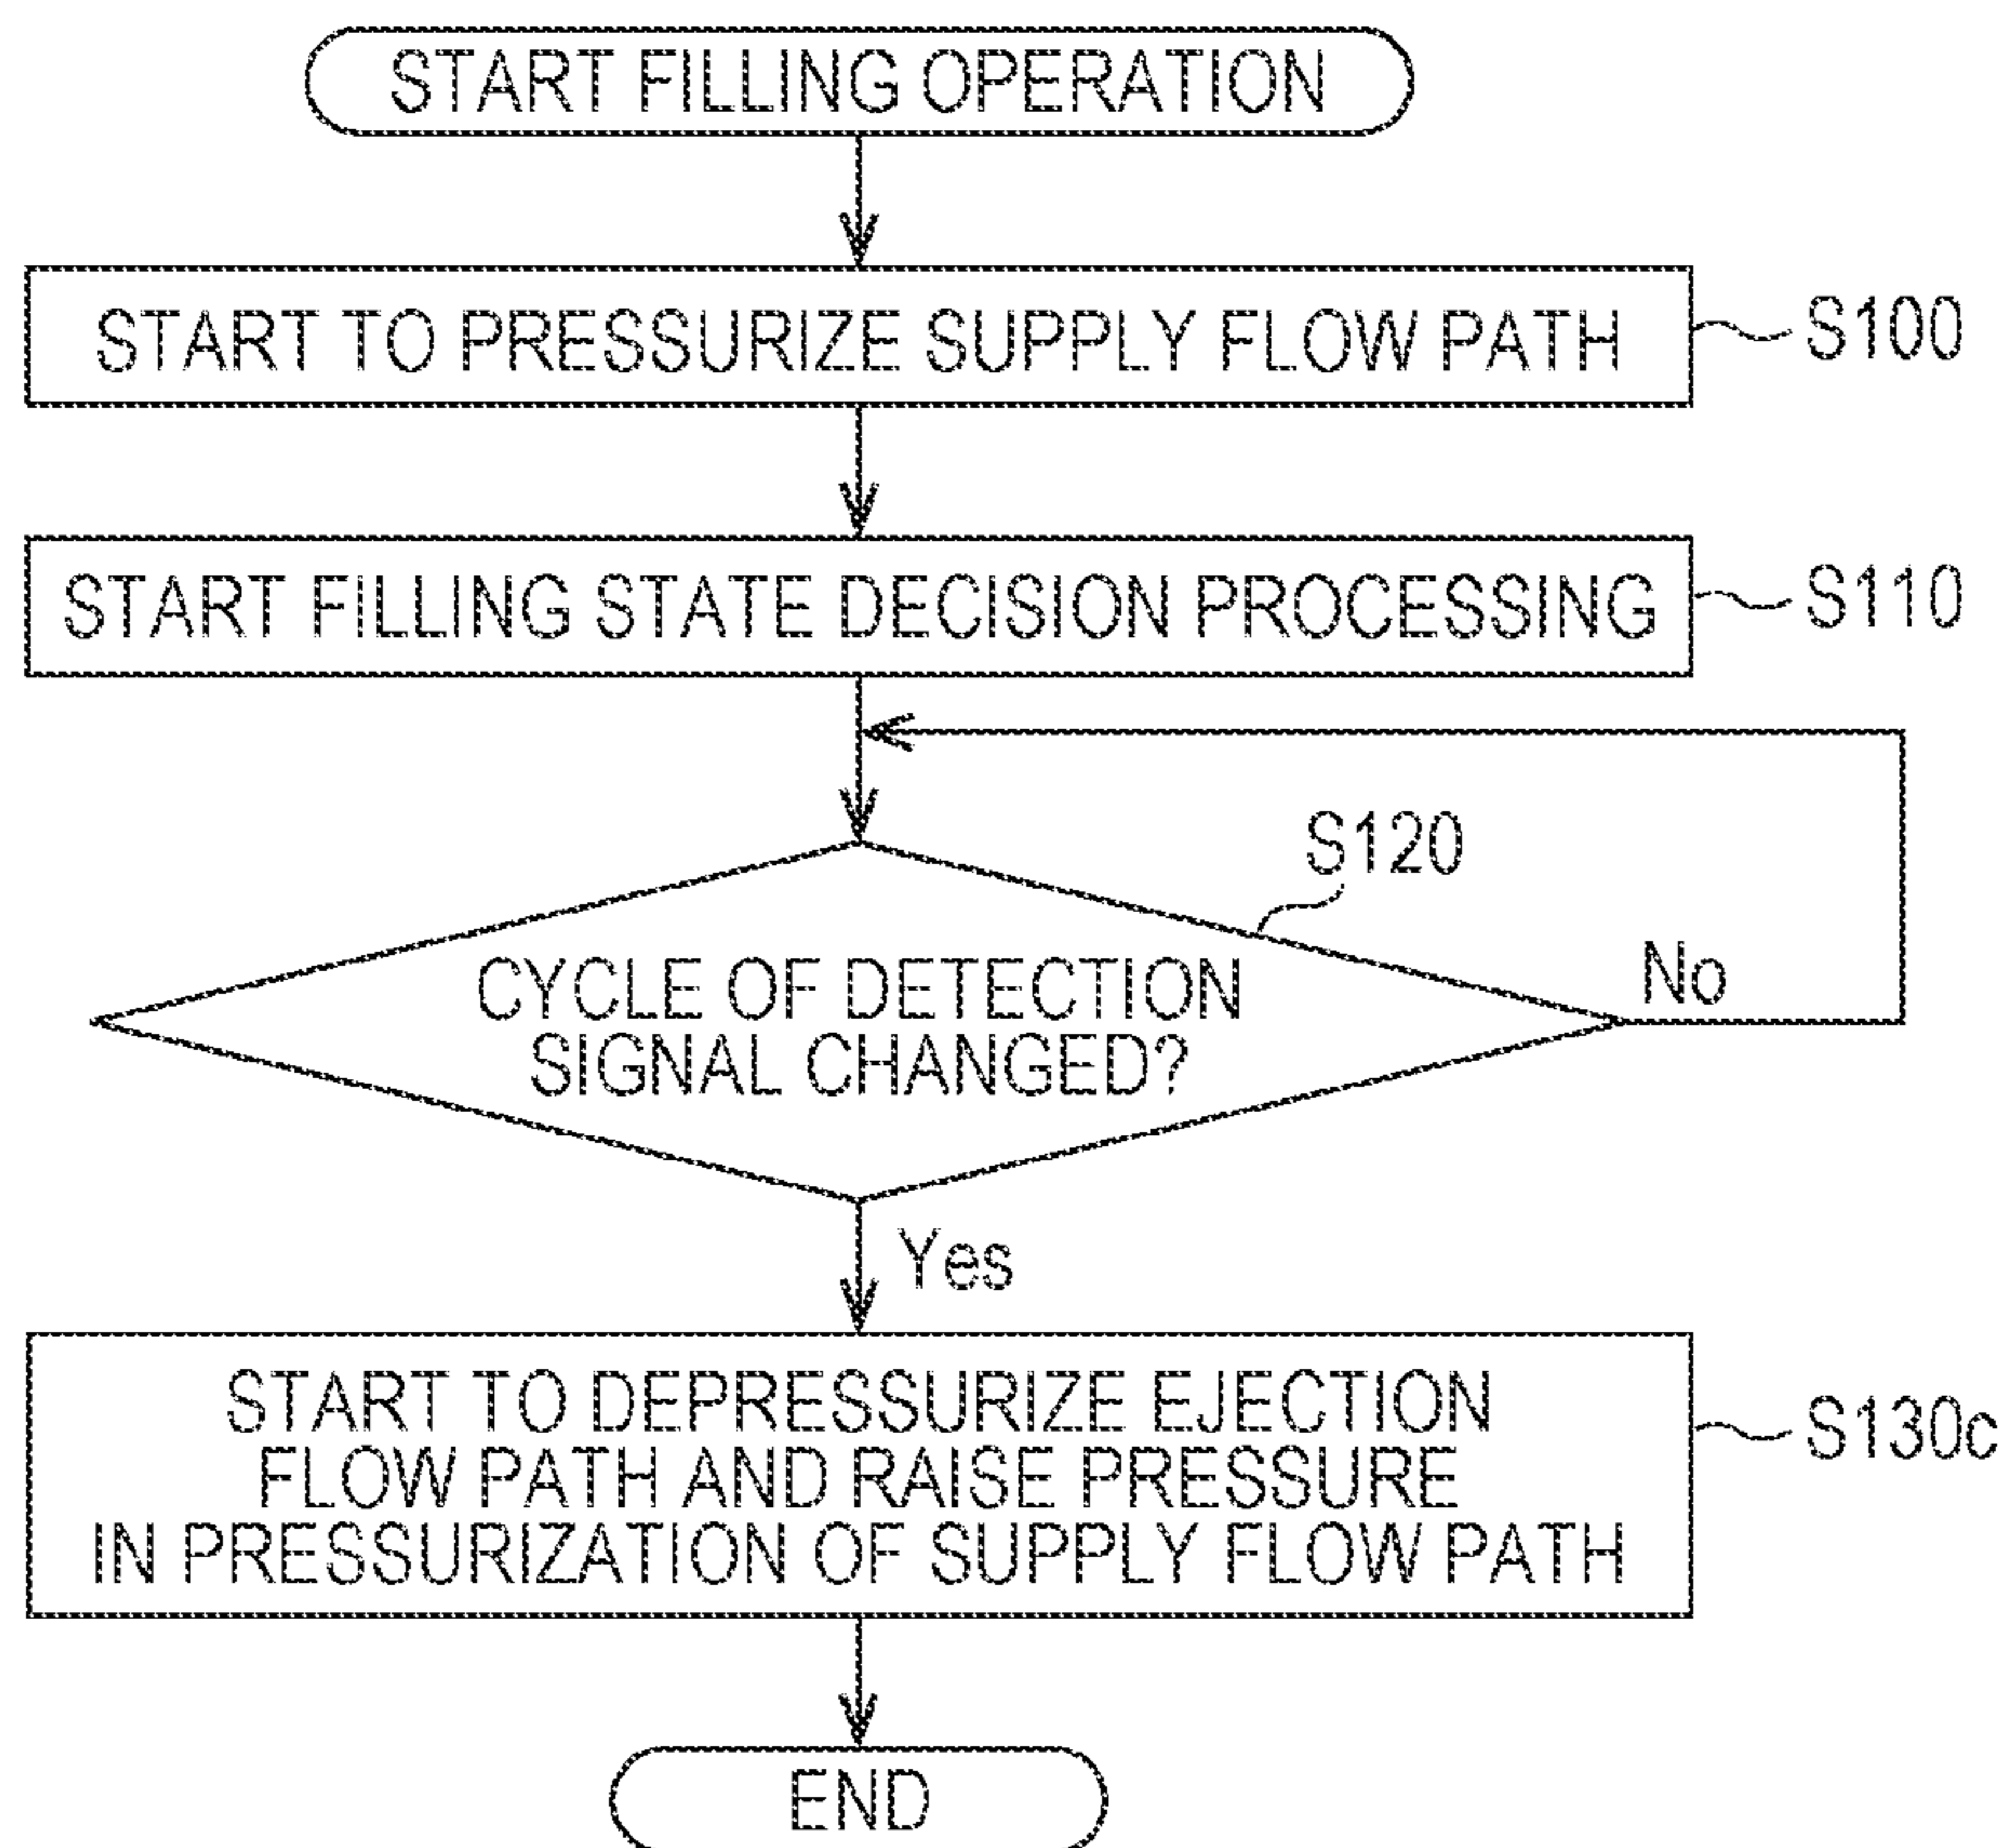 START FILLING OPERATION
START TO PRESSURIZE SUPPLY FLOW PATH
S100
START FILLING STATE DECISION PROCESSING
S110
S120
CYCLE OF DETECTION
SIGNAL CHANGED?
No
Yes
START TO DEPRESSURIZE EJECTION
FLOW PATH AND RAISE PRESSURE
IN PRESSURIZATION OF SUPPLY FLOW PATH
S130c
END